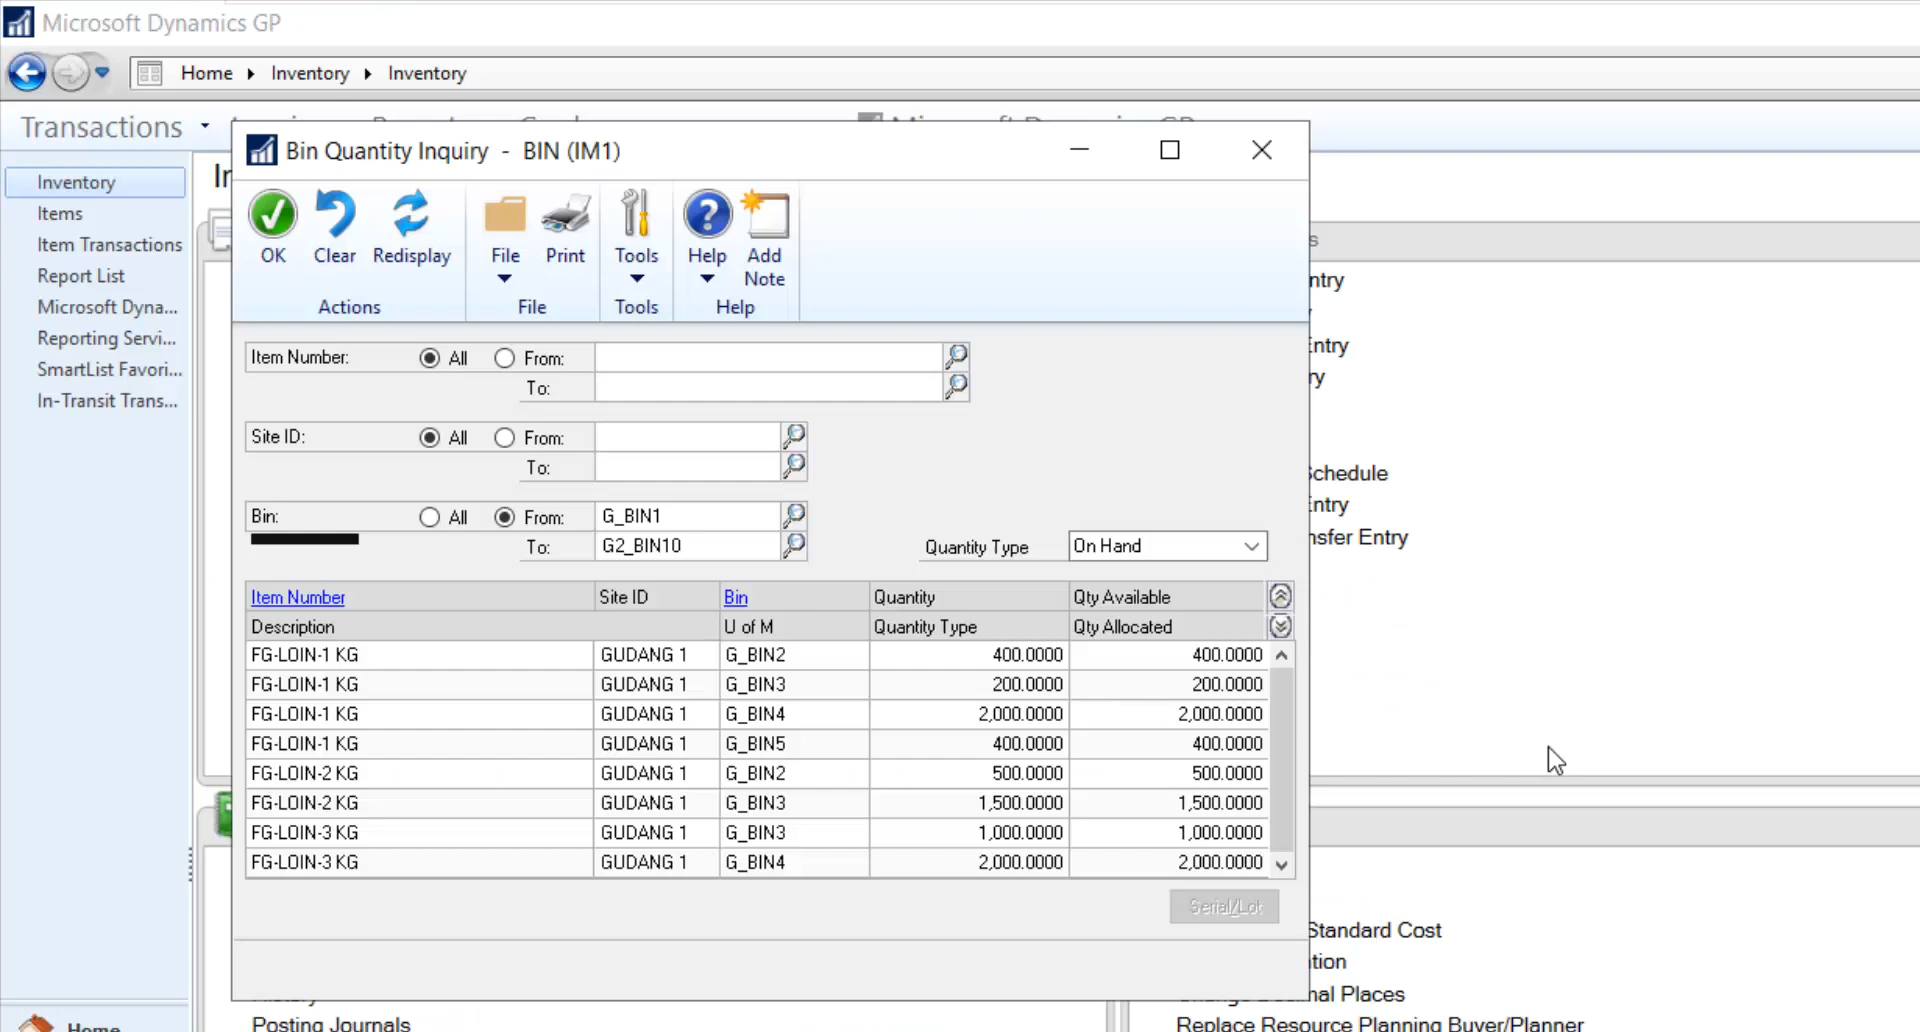 Microsoft Dynamics GP
Home Inventory Inventory
Transactions
Inventory
Items
Item Transactions
Report List
Microsoft Dyna...
Reporting Servi...
SmartList Favori...
In-Transit Trans...
Home
Bin Quantity Inquiry - BIN (IM1)
OK Clear Redisplay File Print Tools Help Add Note
Actions File Tools Help
Item Number: All From:
To:
Site ID: All From:
To:
Bin: All From: G_BIN1
To: G2_BIN10 Quantity Type On Hand
Item Number Site ID Bin Quantity Qty Available
Description U of M Quantity Type Qty Allocated
FG-LOIN-1 KG GUDANG 1 G_BIN2 400.0000 400.0000
FG-LOIN-1 KG GUDANG 1 G_BIN3 200.0000 200.0000
FG-LOIN-1 KG GUDANG 1 G_BIN4 2,000.0000 2,000.0000
FG-LOIN-1 KG GUDANG 1 G_BIN5 400.0000 400.0000
FG-LOIN-2 KG GUDANG 1 G_BIN2 500.0000 500.0000
FG-LOIN-2 KG GUDANG 1 G_BIN3 1,500.0000 1,500.0000
FG-LOIN-3 KG GUDANG 1 G_BIN3 1,000.0000 1,000.0000
FG-LOIN-3 KG GUDANG 1 G_BIN4 2,000.0000 2,000.0000
Serial/Lot
Entry
Schedule
Entry
nsfer Entry
Standard Cost
Places
Posting Journals
Replace Resource Planning Buyer/Planner